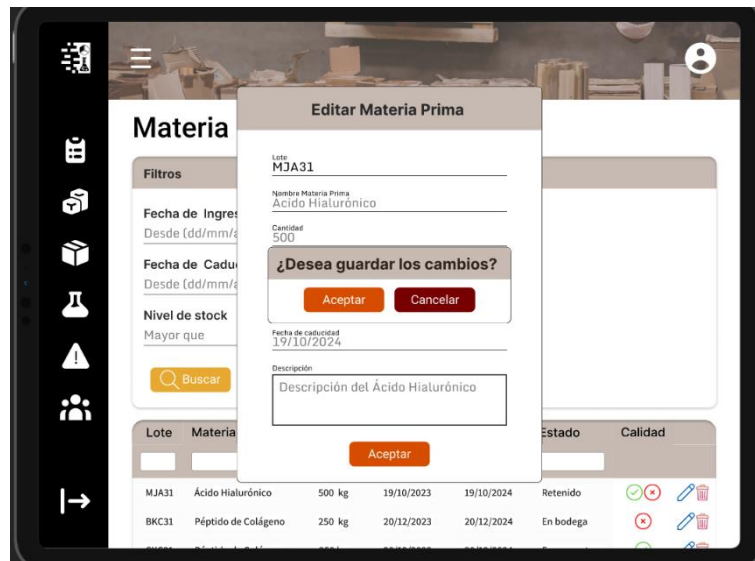 Editar Materia Prima
Materia
Filtros
Fecha de Ingres
Desde (dd/mm/a
Fecha de Caduc
Desde (dd/mm/a
Nivel de stock
Mayor que
Buscar
Lote
MJA31
Nombre Materia Prima
Ácido Hialurónico
Cantidad
500
¿Desea guardar los cambios?
Aceptar Cancelar
Fecha de caducidad
19/10/2024
Descripción
Descripción del Ácido Hialurónico
Aceptar
Lote Materia Estado Calidad
MJA31 Ácido Hialurónico 500 kg 19/10/2023 19/10/2024 Retenido
BKC31 Péptido de Colágeno 250 kg 20/12/2023 20/12/2024 En bodega